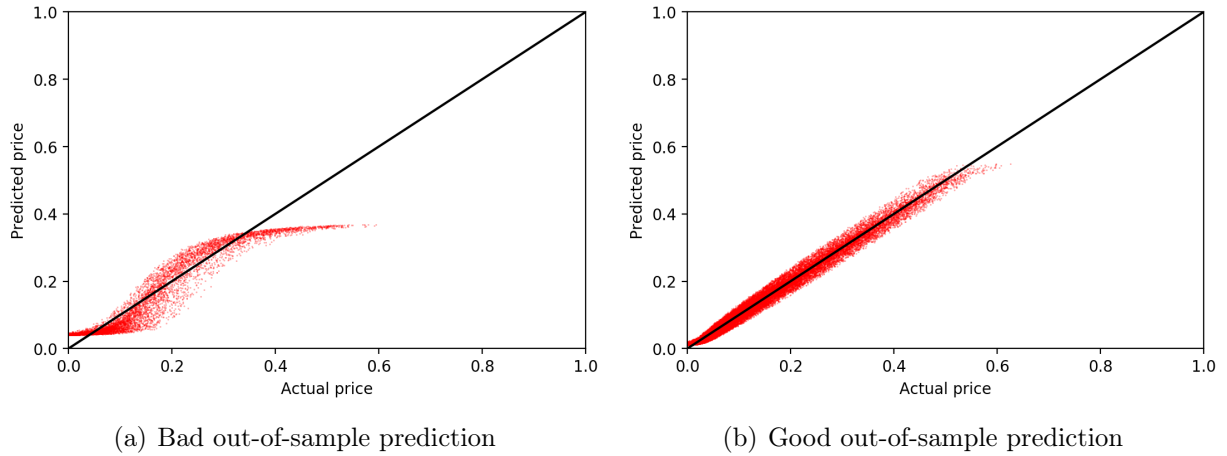 1.0
0.8
0.6
0.4
0.2
0.0
Predicted price
0.0 0.2 0.4 0.6 0.8 1.0
Actual price
(a) Bad out-of-sample prediction
1.0
0.8
0.6
0.4
0.2
0.0
Predicted price
0.0 0.2 0.4 0.6 0.8 1.0
Actual price
(b) Good out-of-sample prediction